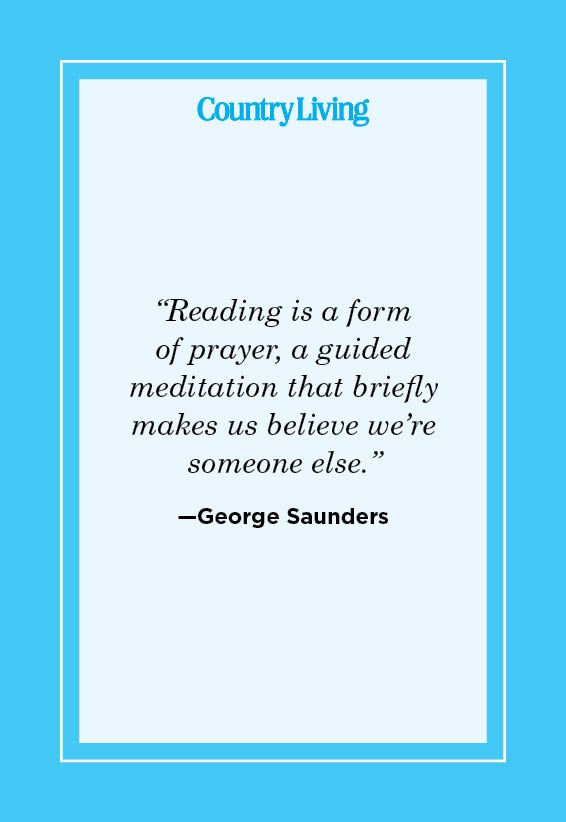 Country Living
“Reading is a form
of prayer, a guided
meditation that briefly
makes us believe we’re
someone else.”
—George Saunders